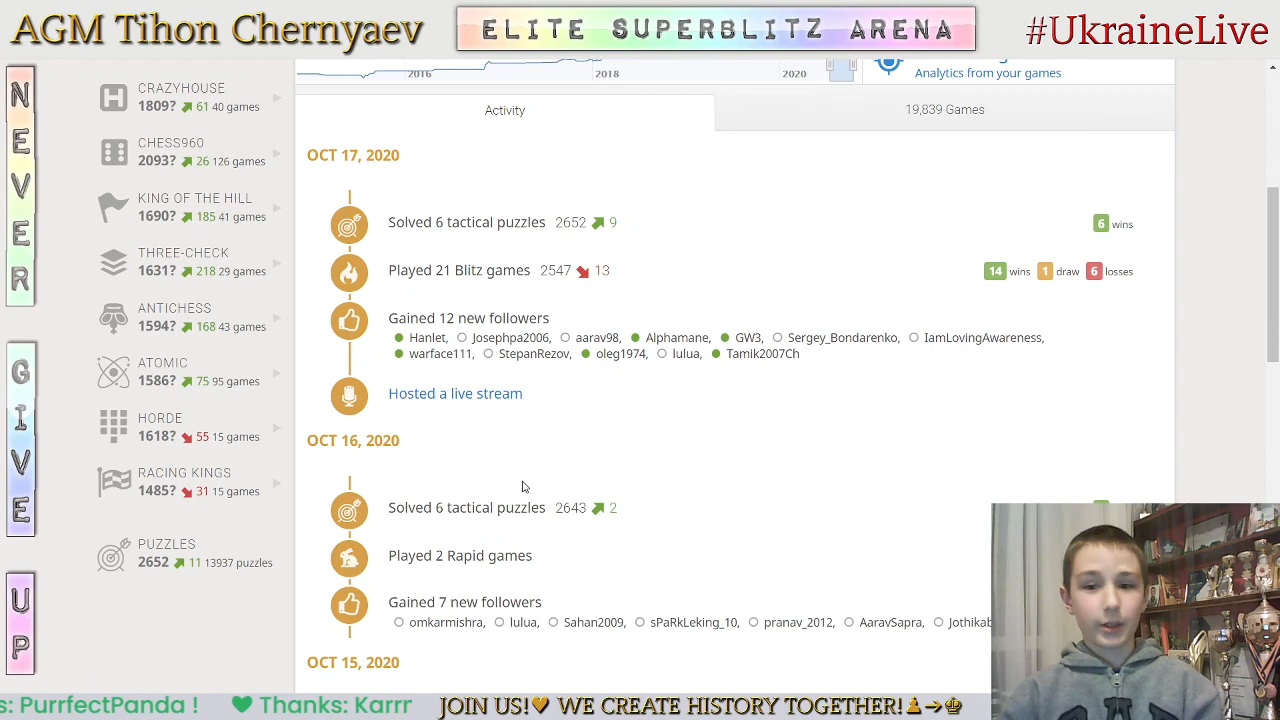 AGM Tihon Chernyaev
ELITE SUPERBLITZ ARENA
#UkraineLive
NEVER
GIVE
UP
CRAZYHOUSE
1809? 61 40 games
CHESS960
2093? 26 126 games
KING OF THE HILL
1690? 185 41 games
THREE-CHECK
1631? 218 29 games
ANTICHESS
1594? 168 43 games
ATOMIC
1586? 75 95 games
HORDE
1618? 55 15 games
RACING KINGS
1485? 31 15 games
PUZZLES
2652 11 13937 puzzles
2016 2018 2020
Analytics from your games
Activity
19,839 Games
OCT 17, 2020
Solved 6 tactical puzzles 2652 9
6 wins
Played 21 Blitz games 2547 13
14 wins 1 draw 6 losses
Gained 12 new followers
Hanlet, Josephpa2006, aarav98, Alphamane, GW3, Sergey_Bondarenko, IamLovingAwareness,
warface111, StepanRezov, oleg1974, lulua, Tamik2007Ch
Hosted a live stream
OCT 16, 2020
Solved 6 tactical puzzles 2643 2
Played 2 Rapid games
Gained 7 new followers
omkarmishra, lulua, Sahan2009, sPaRkLeking_10, pranav_2012, AaravSapra, Jothikab
OCT 15, 2020
s: PurrfectPanda ! Thanks: Karrr
JOIN US!🧡 WE CREATE HISTORY TOGETHER!♟→♚